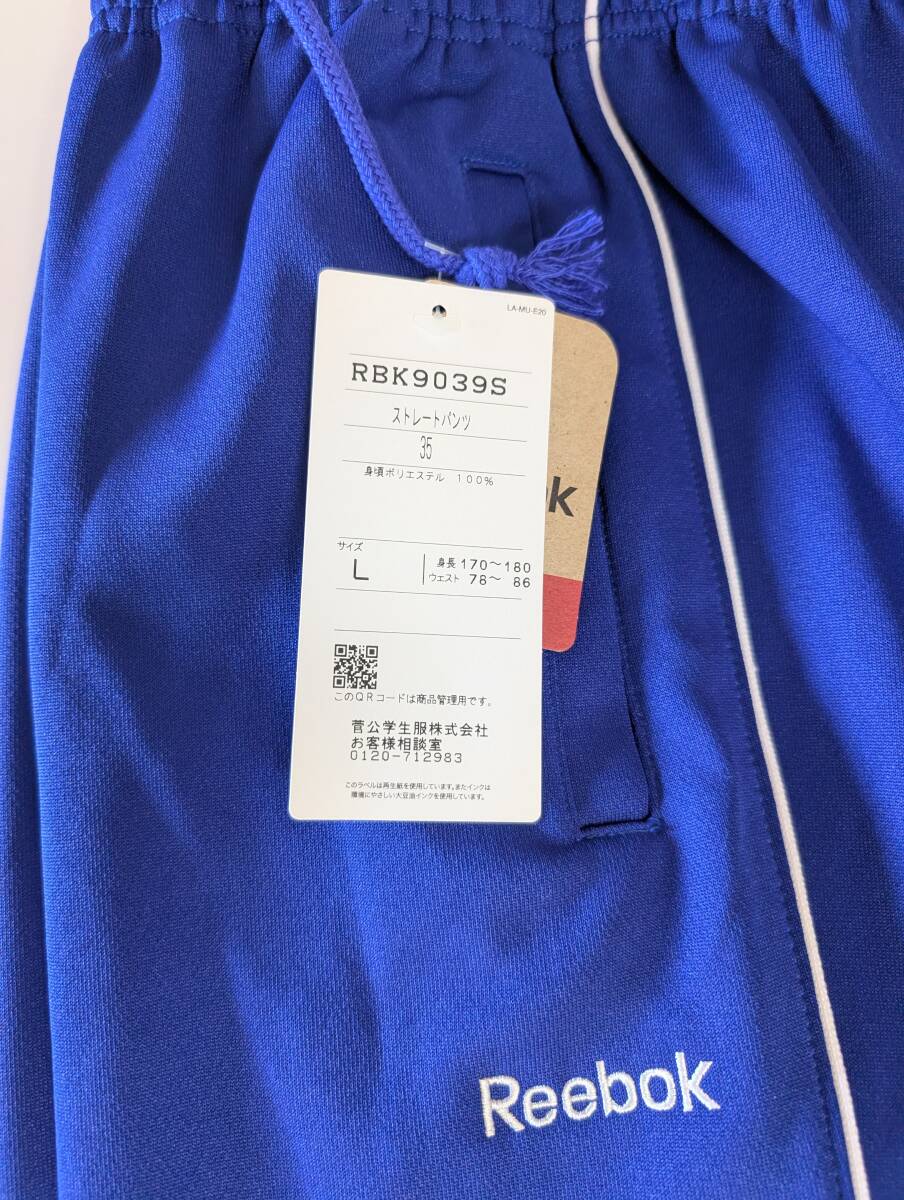 LA-MU-E20
RBK9039S
ストレートパンツ
35
身頃ポリエステル 100%
サイズ
L
身長 170～180
ウエスト 78～ 86
このQRコードは商品管理用です。
菅公学生服株式会社
お客様相談室
0120-712983
このラベルは再生紙を使用しています。またインクは
環境にやさしい大豆油インクを使用しています。
ok
Reebok